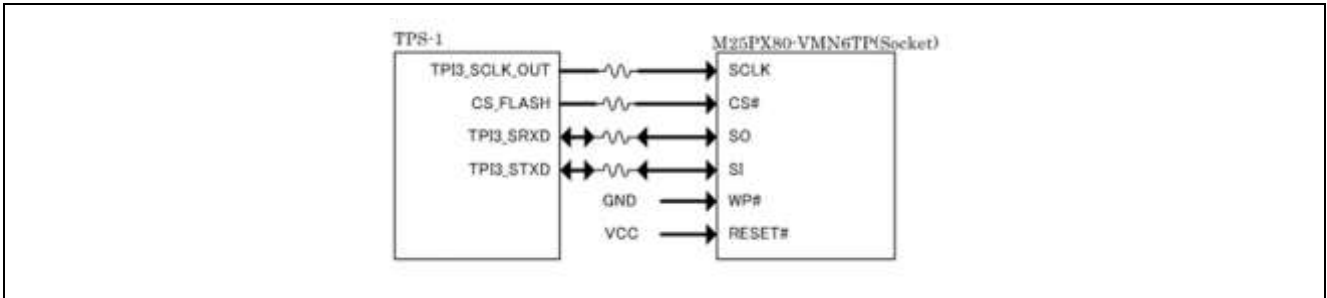 TPS-1
M25PX80-VMN6TP(Socket)
TPI3_SCLK_OUT SCLK
CS_FLASH CS#
TPI3_SRXD SO
TPI3_STXD SI
GND WP#
VCC RESET#